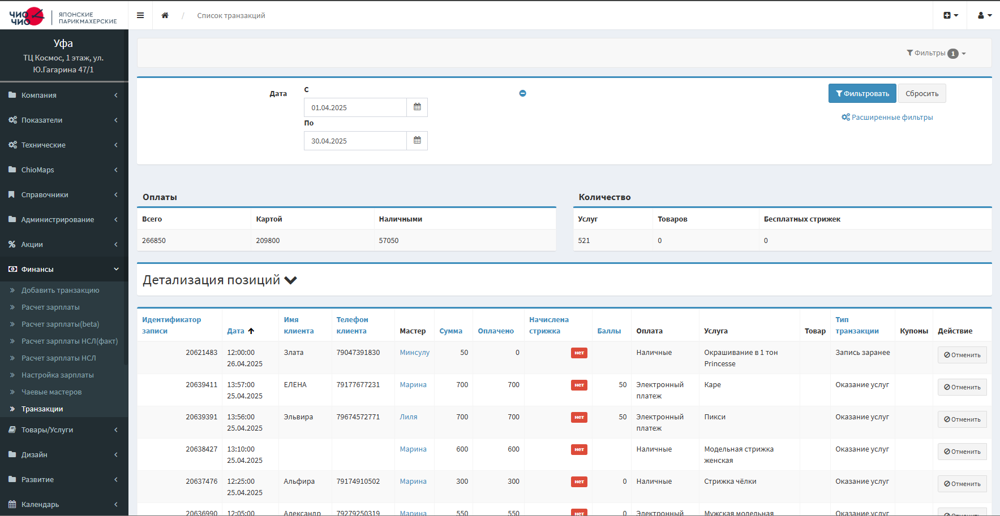 ЧИО ЧИО
ЯПОНСКИЕ ПАРИКМАХЕРСКИЕ
/ Список транзакций
Уфа
ТЦ Космос, 1 этаж, ул.
Ю.Гагарина 47/1
Компания
Показатели
Технические
ChioMaps
Справочники
Администрирование
Акции
Финансы
Добавить транзакцию
Расчет зарплаты
Расчет зарплаты(beta)
Расчет зарплаты НСЛ(факт)
Расчет зарплаты НСЛ
Настройка зарплаты
Чаевые мастеров
Транзакции
Товары/Услуги
Дизайн
Развитие
Календарь
Фильтры 1
Дата
С
01.04.2025
По
30.04.2025
Фильтровать Сбросить
Расширенные фильтры
Оплаты
Всего Картой Наличными
266850 209800 57050
Количество
Услуг Товаров Бесплатных стрижек
521 0 0
Детализация позиций
Идентификатор записи Дата Имя клиента Телефон клиента Мастер Сумма Оплачено Начислена стрижка Баллы Оплата Услуга Товар Тип транзакции Купоны Действие
20621483 12:00:00 26.04.2025 Злата 79047391830 Минсулу 50 0 нет Наличные Окрашивание в 1 тон Princesse Запись заранее Отменить
20639411 13:57:00 25.04.2025 ЕЛЕНА 79177677231 Марина 700 700 нет 50 Электронный платеж Каре Оказание услуг Отменить
20639391 13:56:00 25.04.2025 Эльвира 79674572771 Лиля 700 700 нет 50 Электронный платеж Пикси Оказание услуг Отменить
20638427 13:10:00 25.04.2025 Марина 600 600 нет Наличные Модельная стрижка женская Оказание услуг Отменить
20637476 12:25:00 25.04.2025 Альфира 79174910502 Марина 300 300 нет 0 Наличные Стрижка чёлки Оказание услуг Отменить
20636990 12:05:00 Александр 79279250319 Марина 550 550 нет 0 Электронный Мужская модельная Оказание услуг Отменить